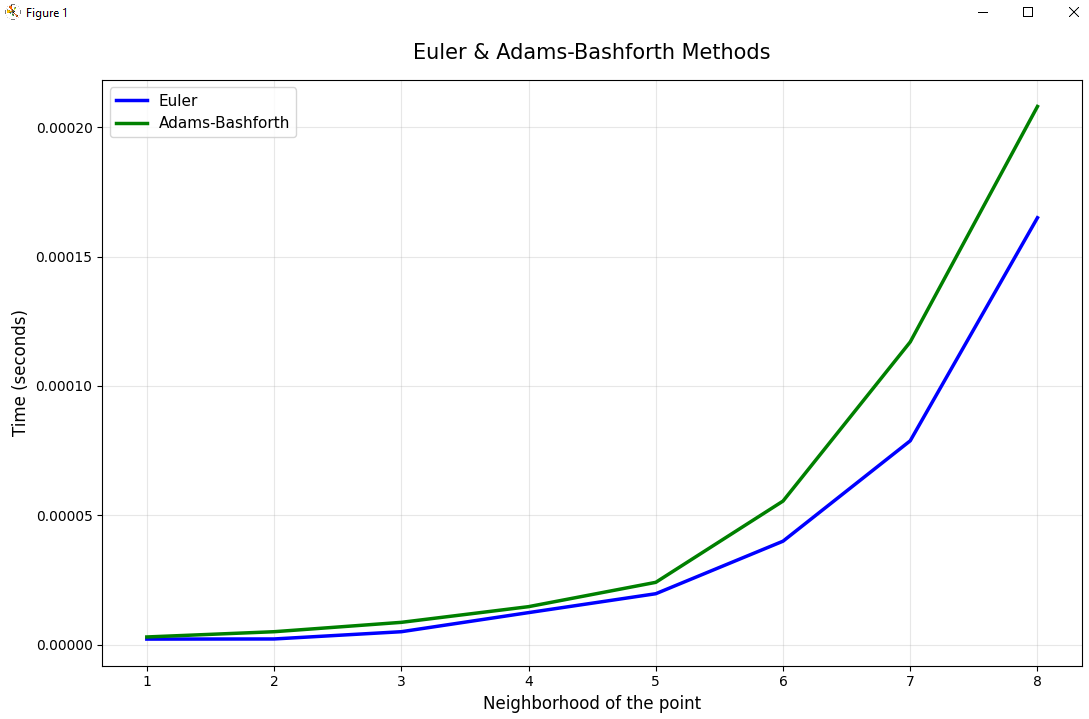 Figure 1
Euler & Adams-Bashforth Methods
Euler
Adams-Bashforth
0.00020
0.00015
0.00010
0.00005
0.00000
Time (seconds)
1 2 3 4 5 6 7 8
Neighborhood of the point